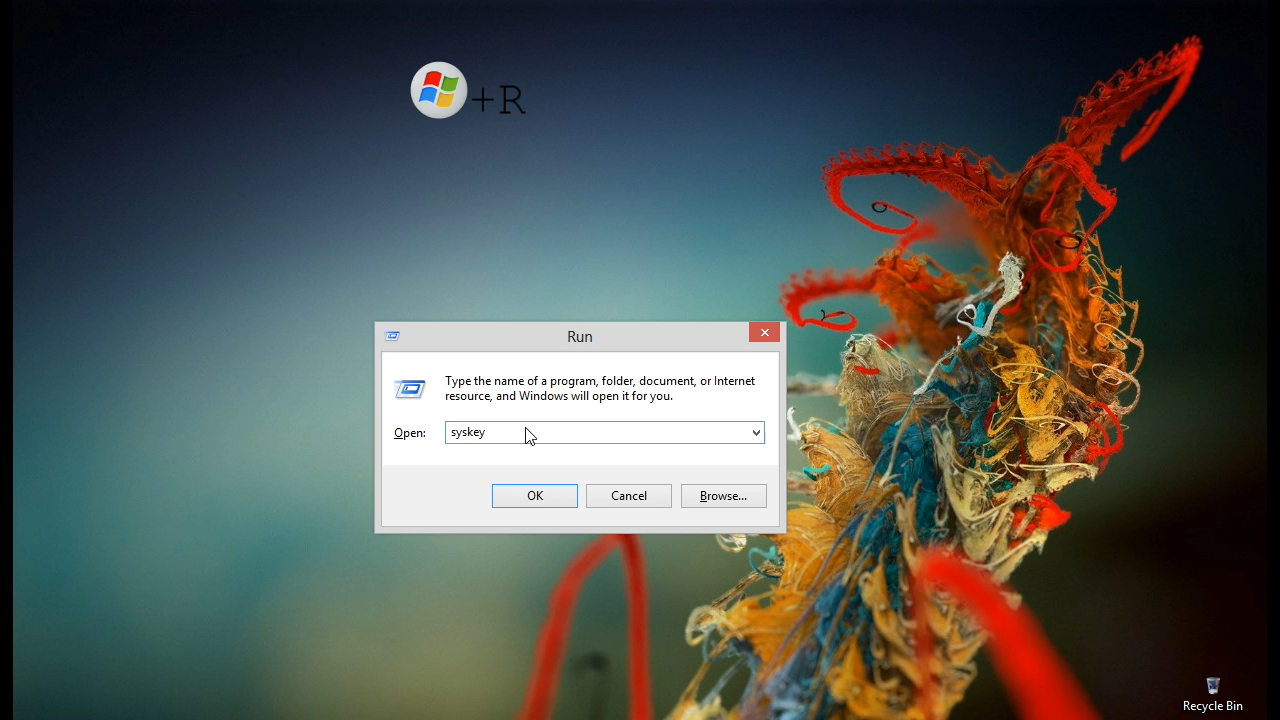 +R
Run
Type the name of a program, folder, document, or Internet
resource, and Windows will open it for you.
Open: syskey
OK Cancel Browse...
Recycle Bin